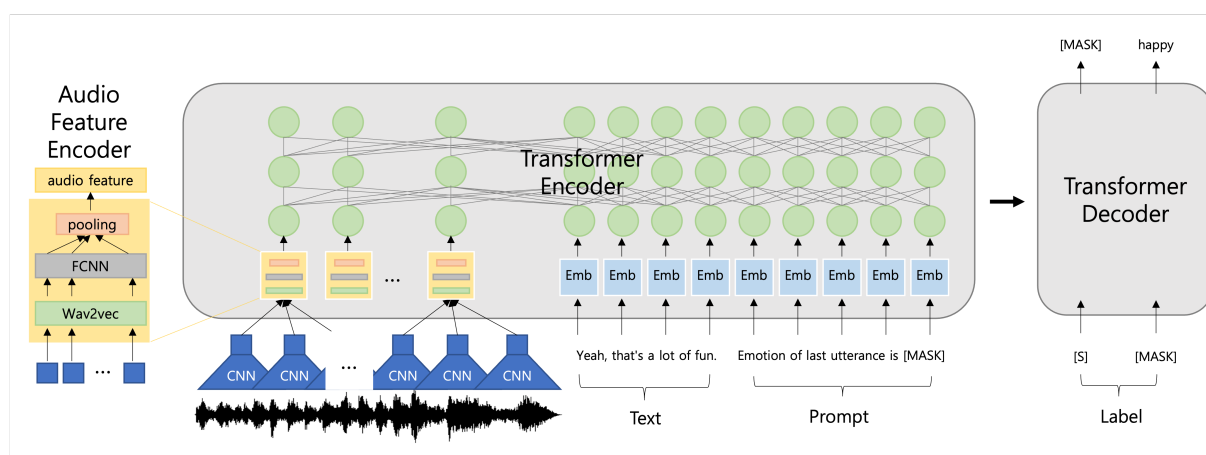 Audio
Feature
Encoder
audio feature
pooling
FCNN
Wav2vec
...
Transformer
Encoder
...
Emb Emb Emb Emb Emb Emb Emb Emb Emb
CNN CNN ... CNN CNN CNN
Yeah, that's a lot of fun.
Text
Emotion of last utterance is [MASK]
Prompt
[MASK] happy
Transformer
Decoder
[S] [MASK]
Label